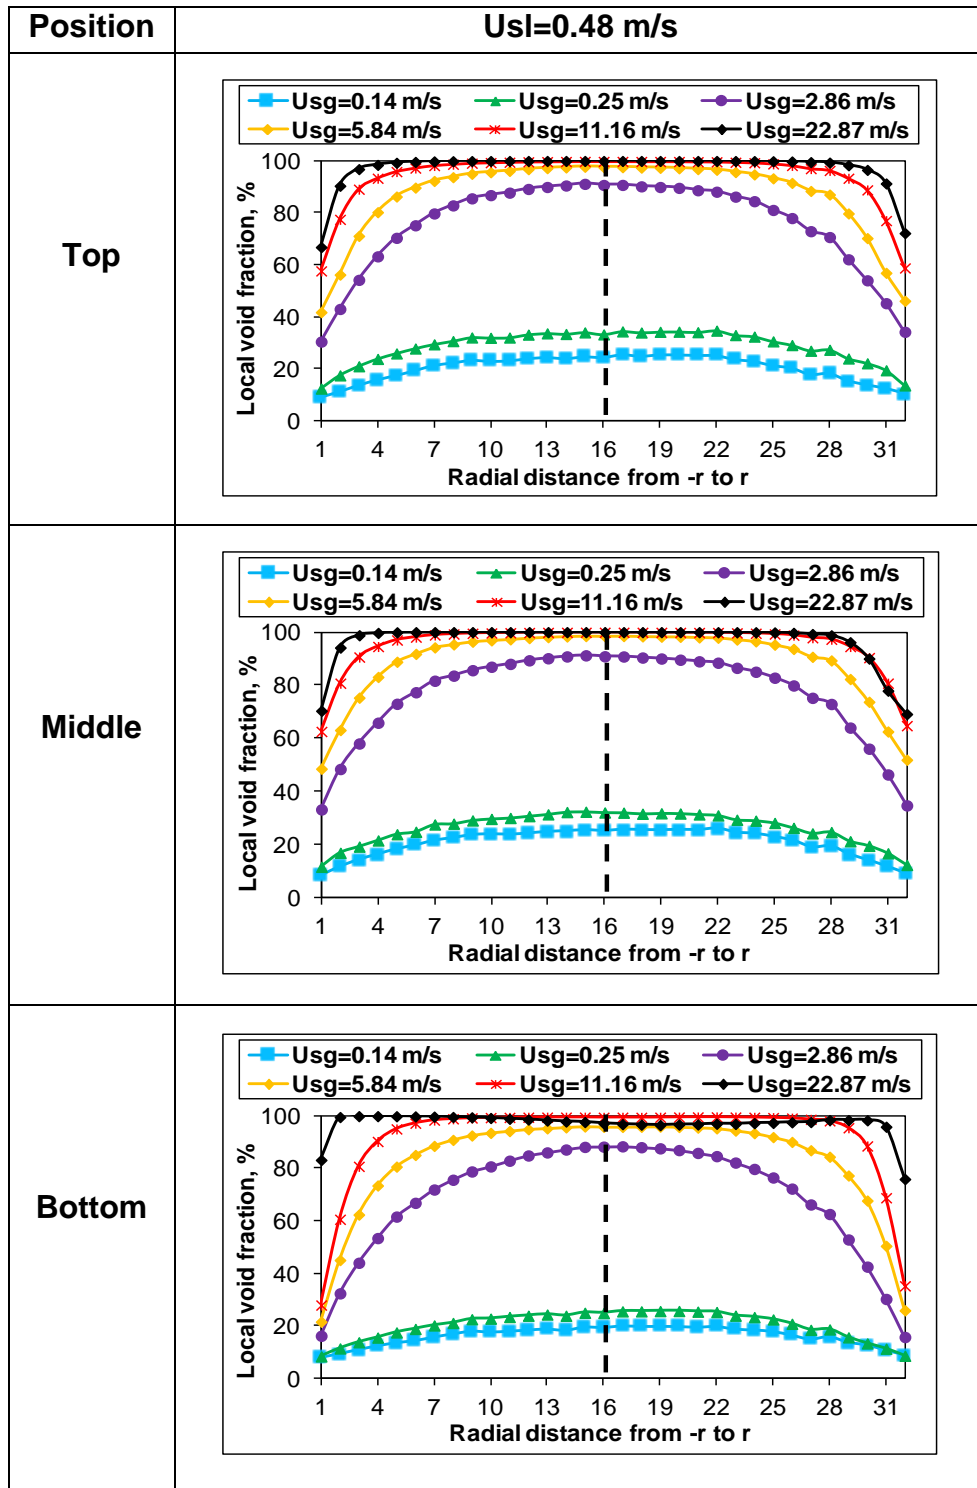 Position Usl=0.48 m/s
Top
Usg=0.14 m/s Usg=0.25 m/s Usg=2.86 m/s
Usg=5.84 m/s Usg=11.16 m/s Usg=22.87 m/s
Local void fraction, %
100
80
60
40
20
0
1 4 7 10 13 16 19 22 25 28 31
Radial distance from -r to r
Middle
Usg=0.14 m/s Usg=0.25 m/s Usg=2.86 m/s
Usg=5.84 m/s Usg=11.16 m/s Usg=22.87 m/s
Local void fraction, %
100
80
60
40
20
0
1 4 7 10 13 16 19 22 25 28 31
Radial distance from -r to r
Bottom
Usg=0.14 m/s Usg=0.25 m/s Usg=2.86 m/s
Usg=5.84 m/s Usg=11.16 m/s Usg=22.87 m/s
Local void fraction, %
100
80
60
40
20
0
1 4 7 10 13 16 19 22 25 28 31
Radial distance from -r to r